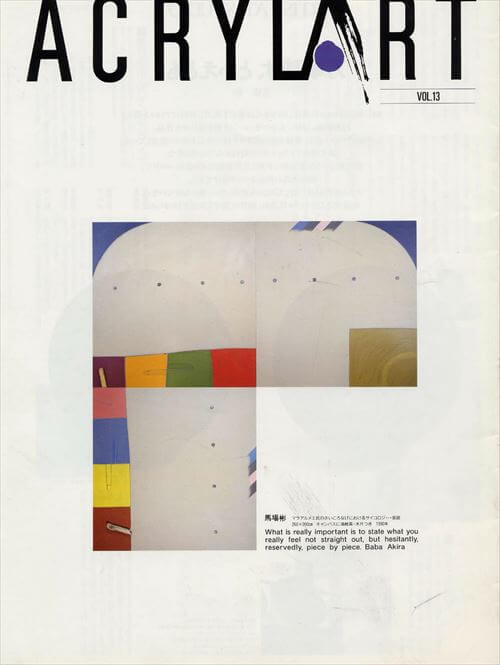 ACRYLART
VOL.13
馬場彬
What is really important is to state what you
really feel not straight out, but hesitantly,
reservedly, piece by piece. Baba Akira